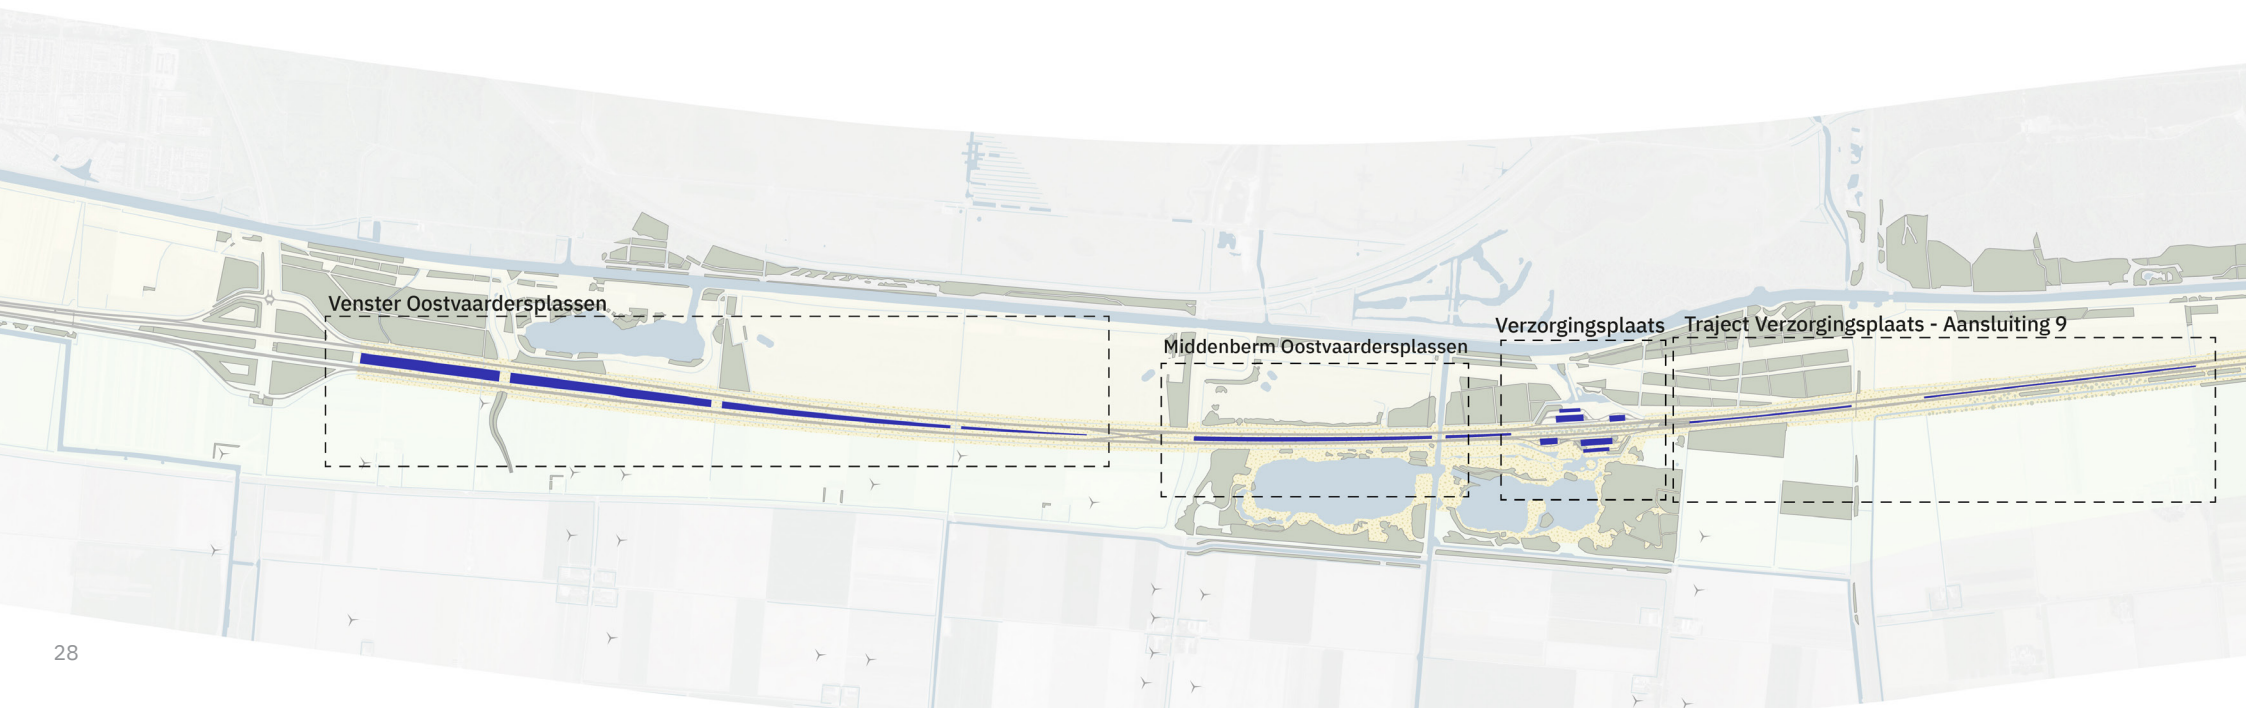 Venster Oostvaardersplassen
Middenberm Oostvaardersplassen
Verzorgingsplaats
Traject Verzorgingsplaats - Aansluiting 9
28